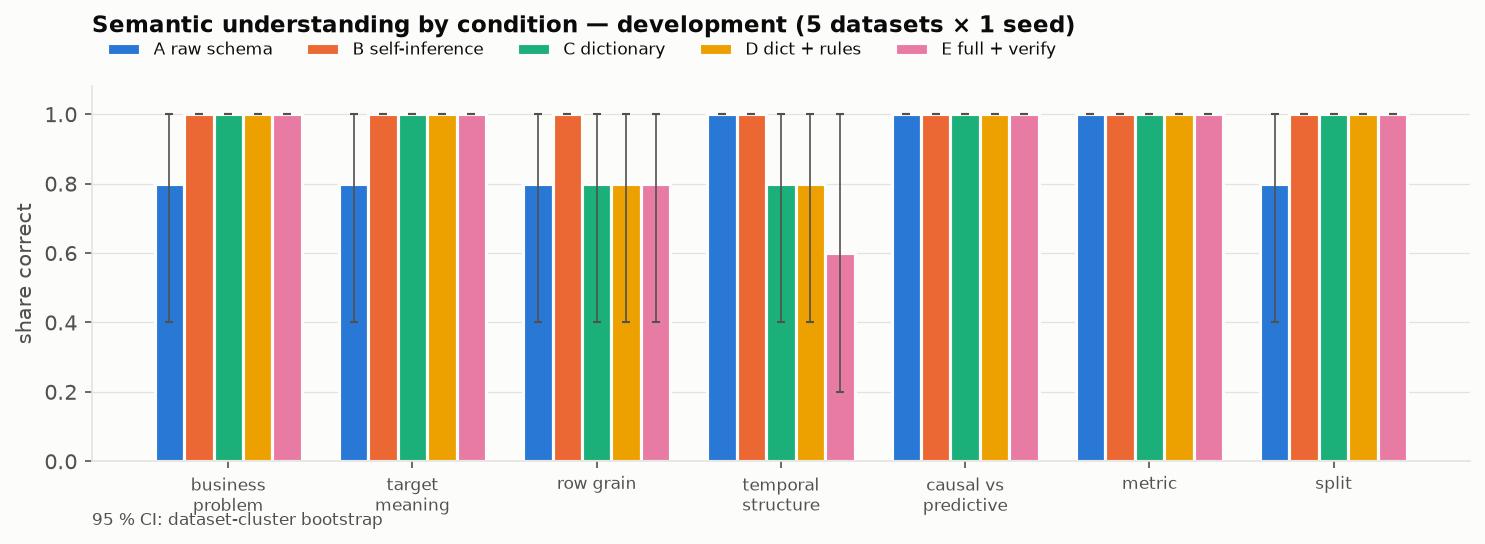 Semantic understanding by condition — development (5 datasets × 1 seed)
A raw schema B self-inference C dictionary D dict + rules E full + verify
share correct
1.0
0.8
0.6
0.4
0.2
0.0
business problem
target meaning
row grain
temporal structure
causal vs predictive
metric
split
95 % CI: dataset-cluster bootstrap